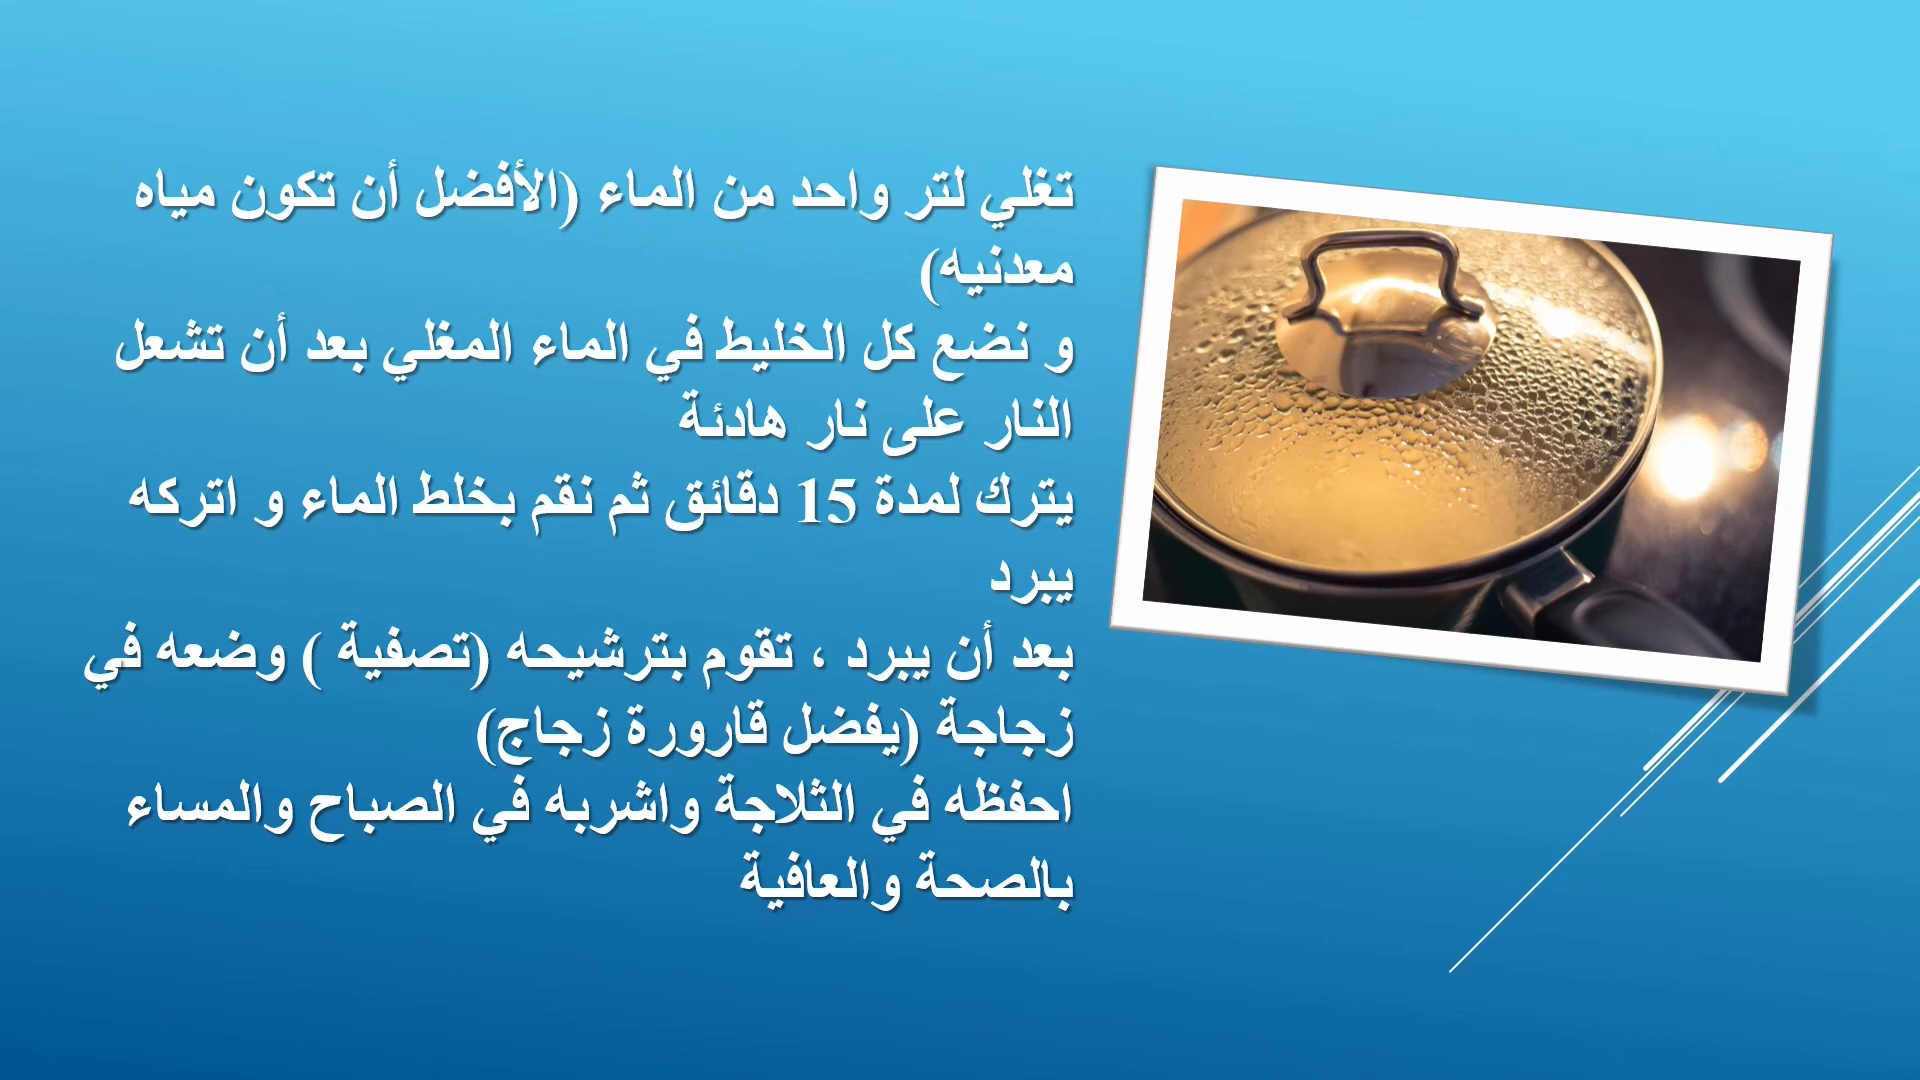 تغلي لتر واحد من الماء (الأفضل أن تكون مياه
معدنيه)
و نضع كل الخليط في الماء المغلي بعد أن تشعل
النار على نار هادئة
يترك لمدة 15 دقائق ثم نقم بخلط الماء و اتركه
يبرد
بعد أن يبرد ، تقوم بترشيحه (تصفية ) وضعه في
زجاجة (يفضل قارورة زجاج)
احفظه في الثلاجة واشربه في الصباح والمساء
بالصحة والعافية